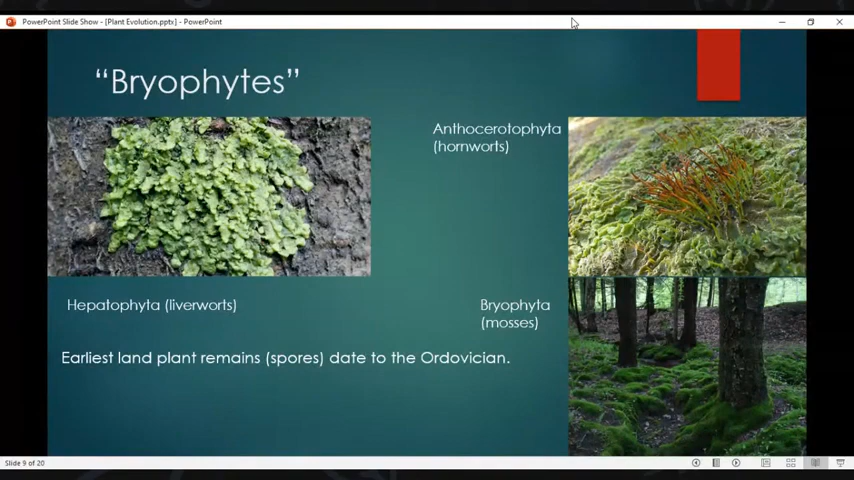 PowerPoint Slide Show - [Plant Evolution.pptx] - PowerPoint
“Bryophytes”
Anthocerotophyta
(hornworts)
Hepatophyta (liverworts)
Bryophyta
(mosses)
Earliest land plant remains (spores) date to the Ordovician.
Slide 9 of 20